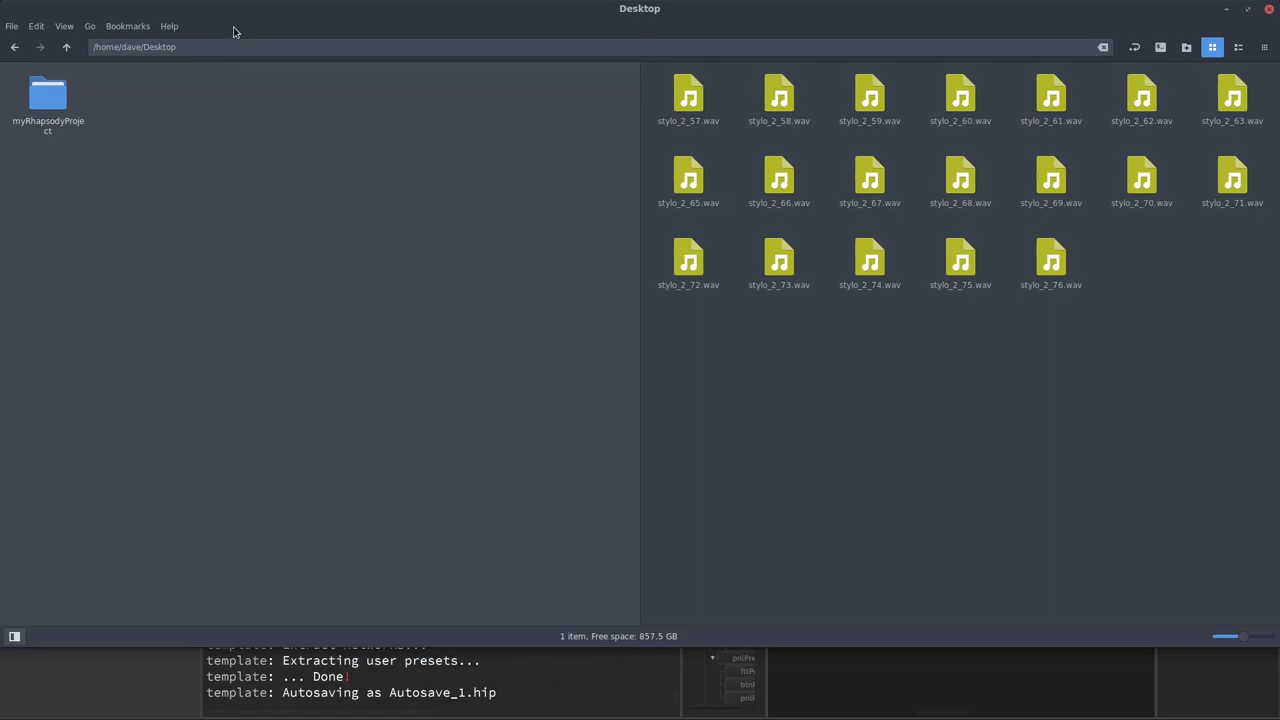 Desktop
File Edit View Go Bookmarks Help
/home/dave/Desktop
myRhapsodyProje
ct
stylo_2_57.wav stylo_2_58.wav stylo_2_59.wav stylo_2_60.wav stylo_2_61.wav stylo_2_62.wav stylo_2_63.wav
stylo_2_65.wav stylo_2_66.wav stylo_2_67.wav stylo_2_68.wav stylo_2_69.wav stylo_2_70.wav stylo_2_71.wav
stylo_2_72.wav stylo_2_73.wav stylo_2_74.wav stylo_2_75.wav stylo_2_76.wav
1 item, Free space: 857.5 GB
template: Extracting user presets...
template: ... Done!
template: Autosaving as Autosave_1.hip
pnlPre
btnI